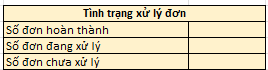 Tình trạng xử lý đơn
Số đơn hoàn thành
Số đơn đang xử lý
Số đơn chưa xử lý